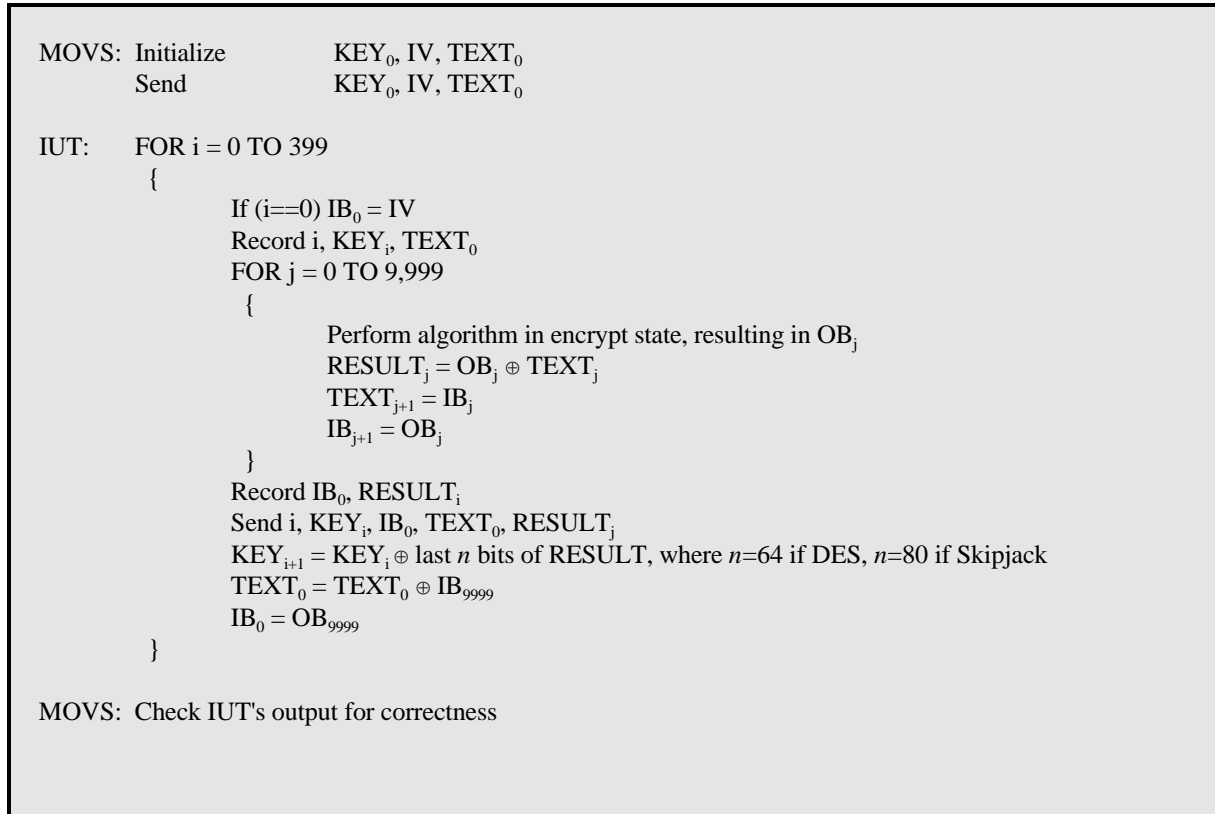 MOVS: Initialize KEY₀, IV, TEXT₀
Send KEY₀, IV, TEXT₀
IUT: FOR i = 0 TO 399
{
If (i==0) IB₀ = IV
Record i, KEYᵢ, TEXT₀
FOR j = 0 TO 9,999
{
Perform algorithm in encrypt state, resulting in OBⱼ
RESULTⱼ = OBⱼ ⊕ TEXTⱼ
TEXTⱼ₊₁ = IBⱼ
IBⱼ₊₁ = OBⱼ
}
Record IB₀, RESULTᵢ
Send i, KEYᵢ, IB₀, TEXT₀, RESULTⱼ
KEYᵢ₊₁ = KEYᵢ ⊕ last n bits of RESULT, where n=64 if DES, n=80 if Skipjack
TEXT₀ = TEXT₀ ⊕ IB₉₉₉₉
IB₀ = OB₉₉₉₉
}
MOVS: Check IUT's output for correctness